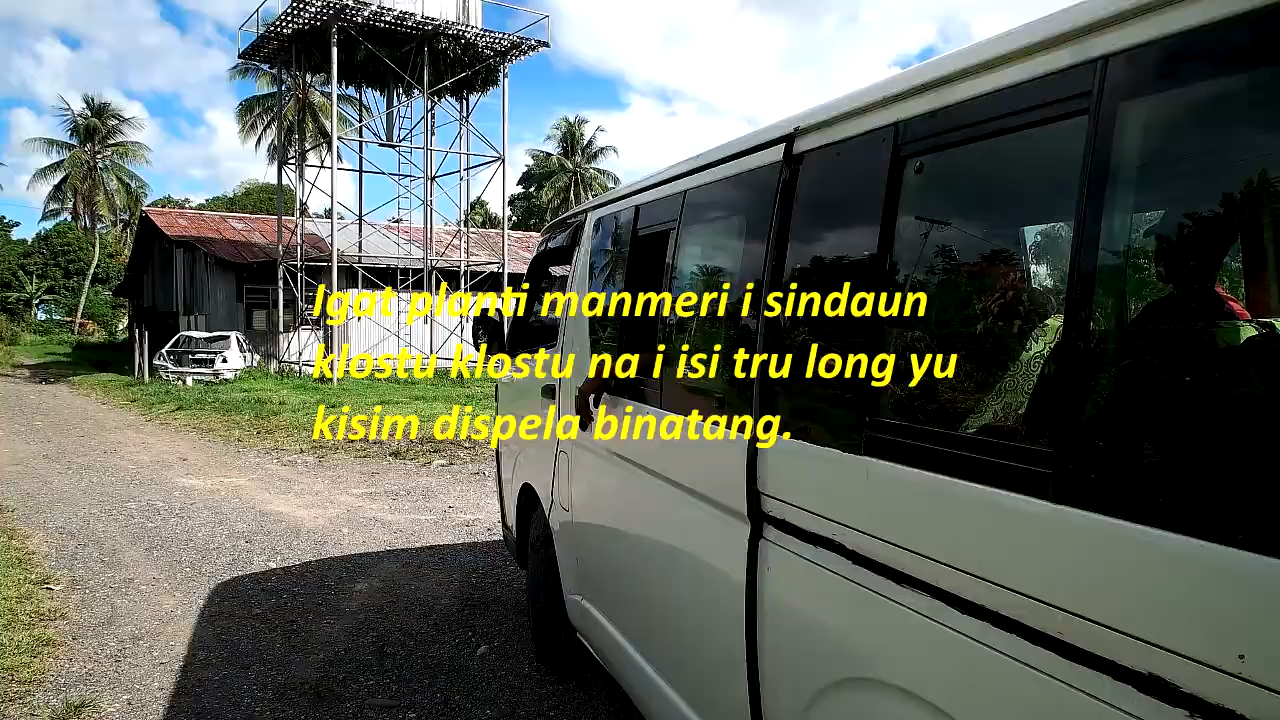 Igat planti manmeri i sindaun
klostu klostu na i isi tru long yu
kisim dispela binatang.